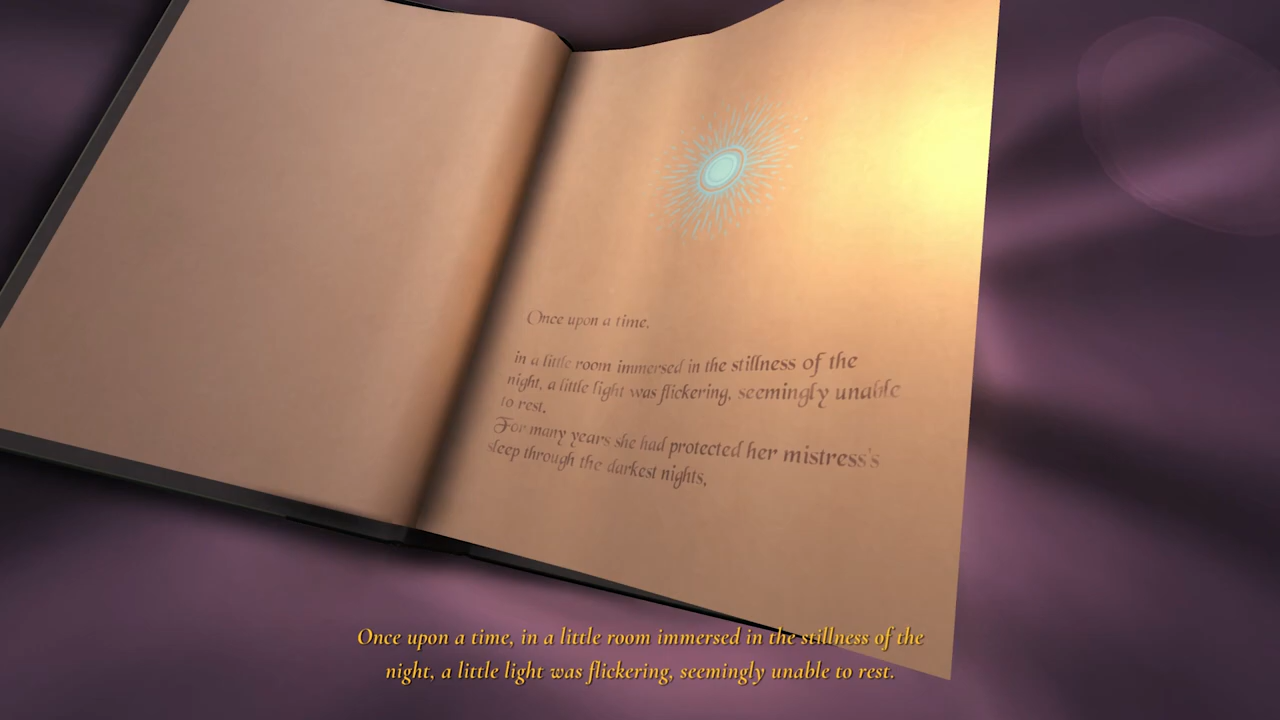 Once upon a time,
in a little room immersed in the stillness of the
night, a little light was flickering, seemingly unable
to rest.
For many years she had protected her mistress's
sleep through the darkest nights,
Once upon a time, in a little room immersed in the stillness of the
night, a little light was flickering, seemingly unable to rest.